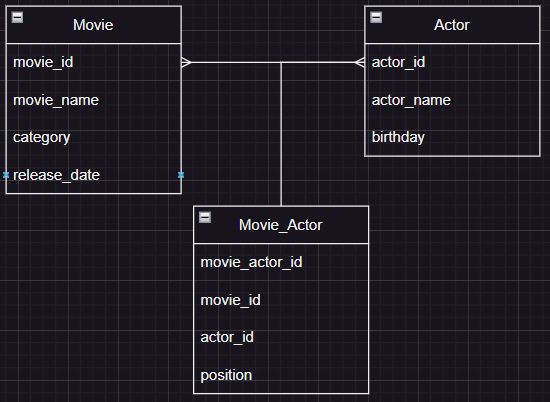 Movie
movie_id
movie_name
category
release_date
Actor
actor_id
actor_name
birthday
Movie_Actor
movie_actor_id
movie_id
actor_id
position